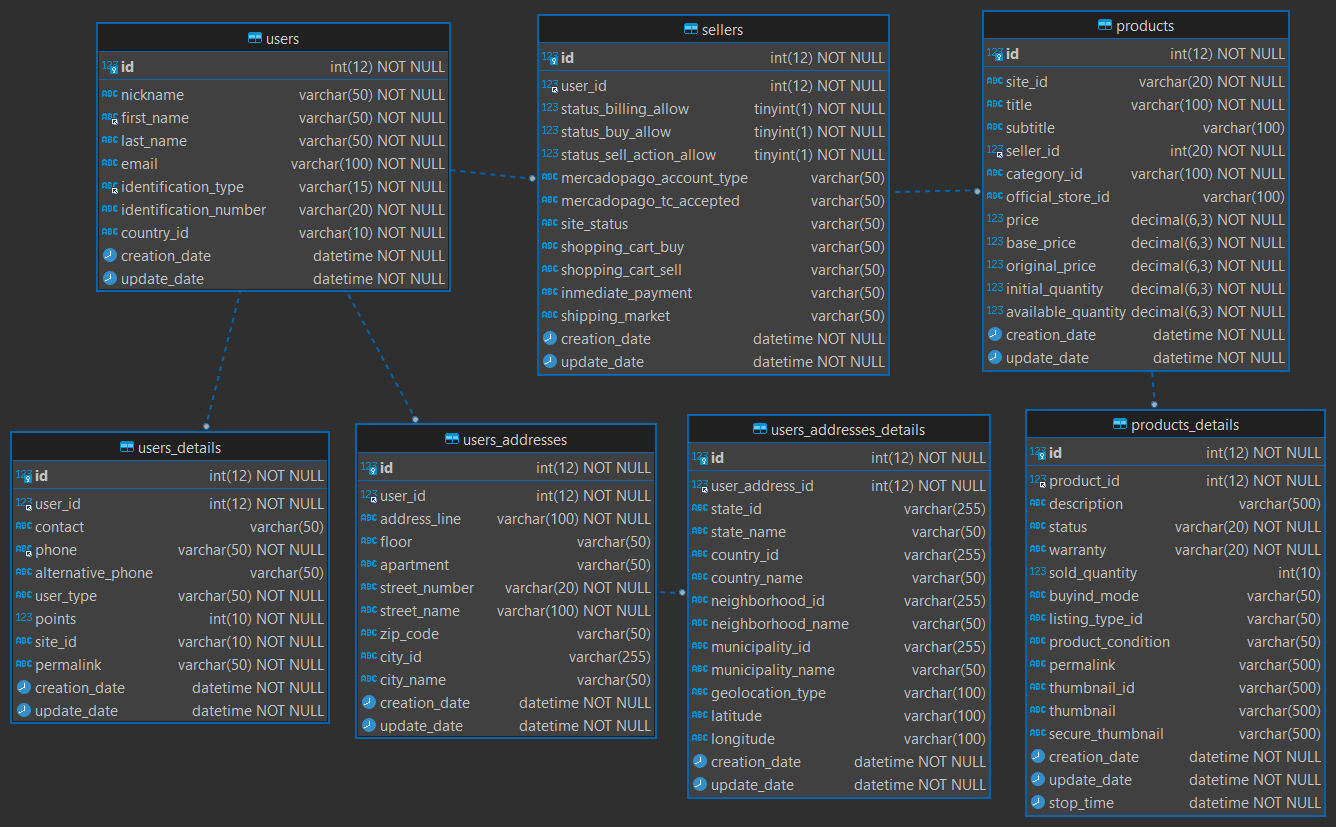 users
id int(12) NOT NULL
nickname varchar(50) NOT NULL
first_name varchar(50) NOT NULL
last_name varchar(50) NOT NULL
email varchar(100) NOT NULL
identification_type varchar(15) NOT NULL
identification_number varchar(20) NOT NULL
country_id varchar(10) NOT NULL
creation_date datetime NOT NULL
update_date datetime NOT NULL
sellers
id int(12) NOT NULL
user_id int(12) NOT NULL
status_billing_allow tinyint(1) NOT NULL
status_buy_allow tinyint(1) NOT NULL
status_sell_action_allow tinyint(1) NOT NULL
mercadopago_account_type varchar(50)
mercadopago_tc_accepted varchar(50)
site_status varchar(50)
shopping_cart_buy varchar(50)
shopping_cart_sell varchar(50)
inmediate_payment varchar(50)
shipping_market varchar(50)
creation_date datetime NOT NULL
update_date datetime NOT NULL
products
id int(12) NOT NULL
site_id varchar(20) NOT NULL
title varchar(100) NOT NULL
subtitle varchar(100)
seller_id int(20) NOT NULL
category_id varchar(100) NOT NULL
official_store_id varchar(100)
price decimal(6,3) NOT NULL
base_price decimal(6,3) NOT NULL
original_price decimal(6,3) NOT NULL
initial_quantity decimal(6,3) NOT NULL
available_quantity decimal(6,3) NOT NULL
creation_date datetime NOT NULL
update_date datetime NOT NULL
users_details
id int(12) NOT NULL
user_id int(12) NOT NULL
contact varchar(50)
phone varchar(50) NOT NULL
alternative_phone varchar(50)
user_type varchar(50) NOT NULL
points int(10) NOT NULL
site_id varchar(10) NOT NULL
permalink varchar(50) NOT NULL
creation_date datetime NOT NULL
update_date datetime NOT NULL
users_addresses
id int(12) NOT NULL
user_id int(12) NOT NULL
address_line varchar(100) NOT NULL
floor varchar(50)
apartment varchar(50)
street_number varchar(20) NOT NULL
street_name varchar(100) NOT NULL
zip_code varchar(50)
city_id varchar(255)
city_name varchar(50)
creation_date datetime NOT NULL
update_date datetime NOT NULL
users_addresses_details
id int(12) NOT NULL
user_address_id int(12) NOT NULL
state_id varchar(255)
state_name varchar(50)
country_id varchar(255)
country_name varchar(50)
neighborhood_id varchar(255)
neighborhood_name varchar(50)
municipality_id varchar(255)
municipality_name varchar(50)
geolocation_type varchar(100)
latitude varchar(100)
longitude varchar(100)
creation_date datetime NOT NULL
update_date datetime NOT NULL
products_details
id int(12) NOT NULL
product_id int(12) NOT NULL
description varchar(500)
status varchar(20) NOT NULL
warranty varchar(20) NOT NULL
sold_quantity int(10)
buyind_mode varchar(50)
listing_type_id varchar(50)
product_condition varchar(50)
permalink varchar(500)
thumbnail_id varchar(500)
thumbnail varchar(500)
secure_thumbnail varchar(500)
creation_date datetime NOT NULL
update_date datetime NOT NULL
stop_time datetime NOT NULL